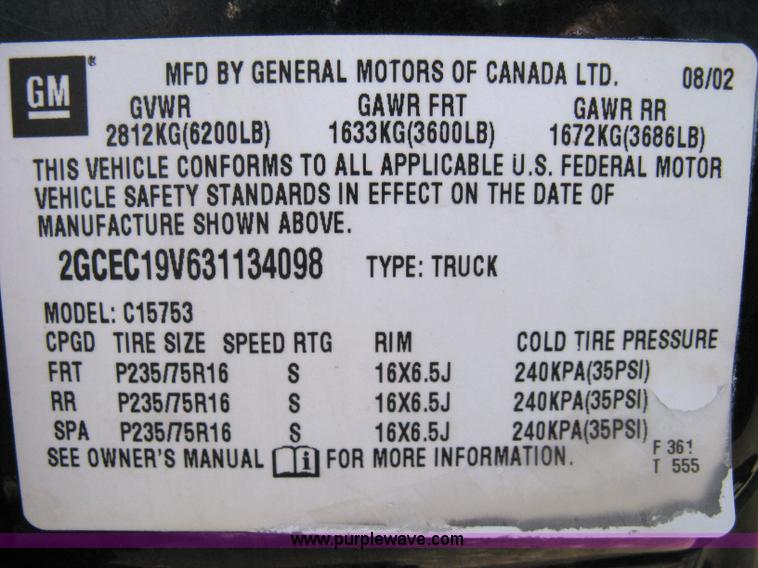 GM ®
MFD BY GENERAL MOTORS OF CANADA LTD. 08/02
GVWR GAWR FRT GAWR RR
2812KG(6200LB) 1633KG(3600LB) 1672KG(3686LB)
THIS VEHICLE CONFORMS TO ALL APPLICABLE U.S. FEDERAL MOTOR
VEHICLE SAFETY STANDARDS IN EFFECT ON THE DATE OF
MANUFACTURE SHOWN ABOVE.
2GCEC19V631134098 TYPE: TRUCK
MODEL: C15753
CPGD TIRE SIZE SPEED RTG RIM COLD TIRE PRESSURE
FRT P235/75R16 S 16X6.5J 240KPA(35PSI)
RR P235/75R16 S 16X6.5J 240KPA(35PSI)
SPA P235/75R16 S 16X6.5J 240KPA(35PSI)
SEE OWNER'S MANUAL i FOR MORE INFORMATION.
F 361
T 555
www.purplewave.com